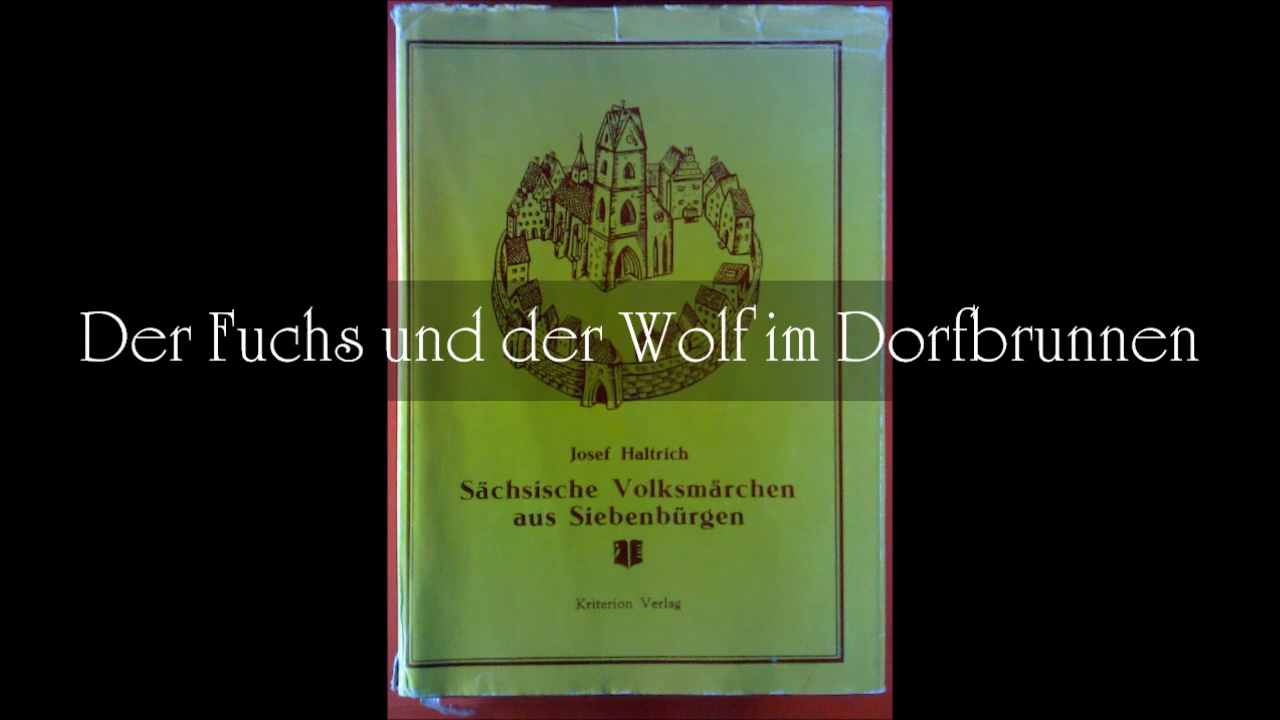 Der Fuchs und der Wolf im Dorfbrunnen
Josef Haltrich
Sächsische Volksmärchen
aus Siebenbürgen
Kriterion Verlag